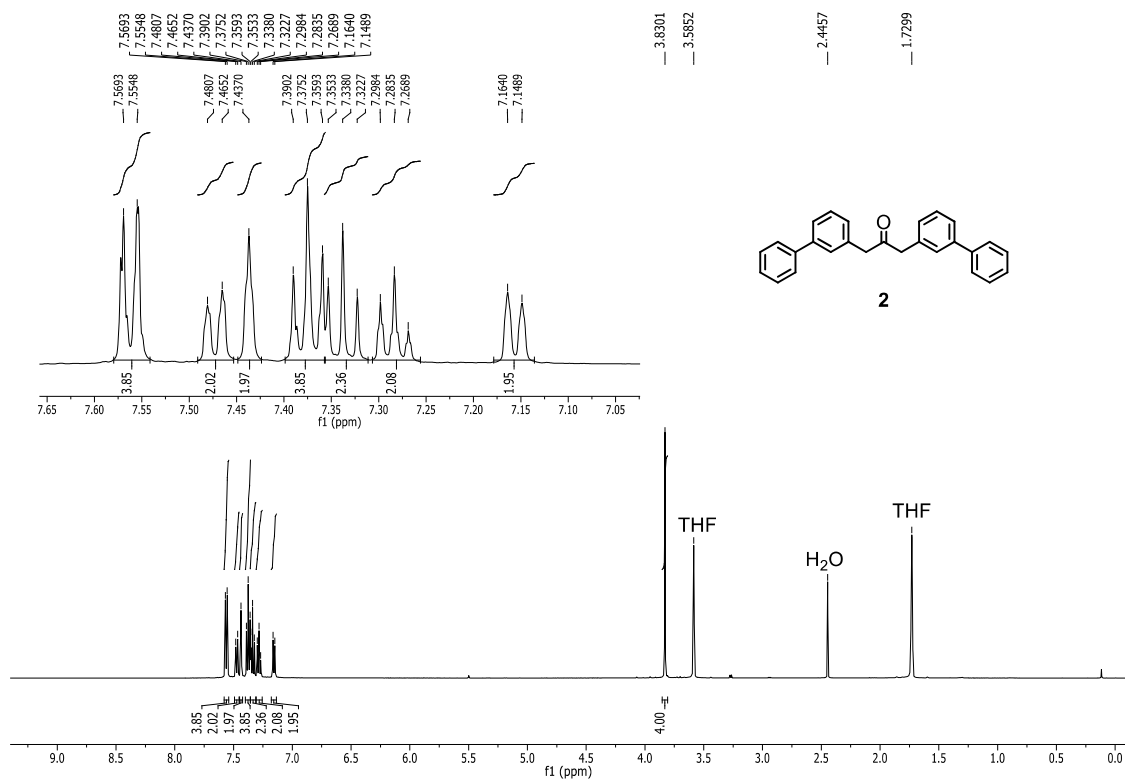 7.5693 7.5548 7.4807 7.4652 7.4370 7.3902 7.3752 7.3593 7.3533 7.3380 7.3227 7.2984 7.2835 7.2689 7.1640 7.1489
3.8301 3.5852 2.4457 1.7299
7.5693 7.5548 7.4807 7.4652 7.4370 7.3902 7.3752 7.3593 7.3533 7.3380 7.3227 7.2984 7.2835 7.2689 7.1640 7.1489
O
2
3.85 2.02 1.97 3.85 2.36 2.08 1.95
7.65 7.60 7.55 7.50 7.45 7.40 7.35 7.30 7.25 7.20 7.15 7.10 7.05
f1 (ppm)
THF THF
H₂O
3.85 2.02 1.97 3.85 2.36 2.08 1.95 4.00
9.0 8.5 8.0 7.5 7.0 6.5 6.0 5.5 5.0 4.5 4.0 3.5 3.0 2.5 2.0 1.5 1.0 0.5 0.0
f1 (ppm)